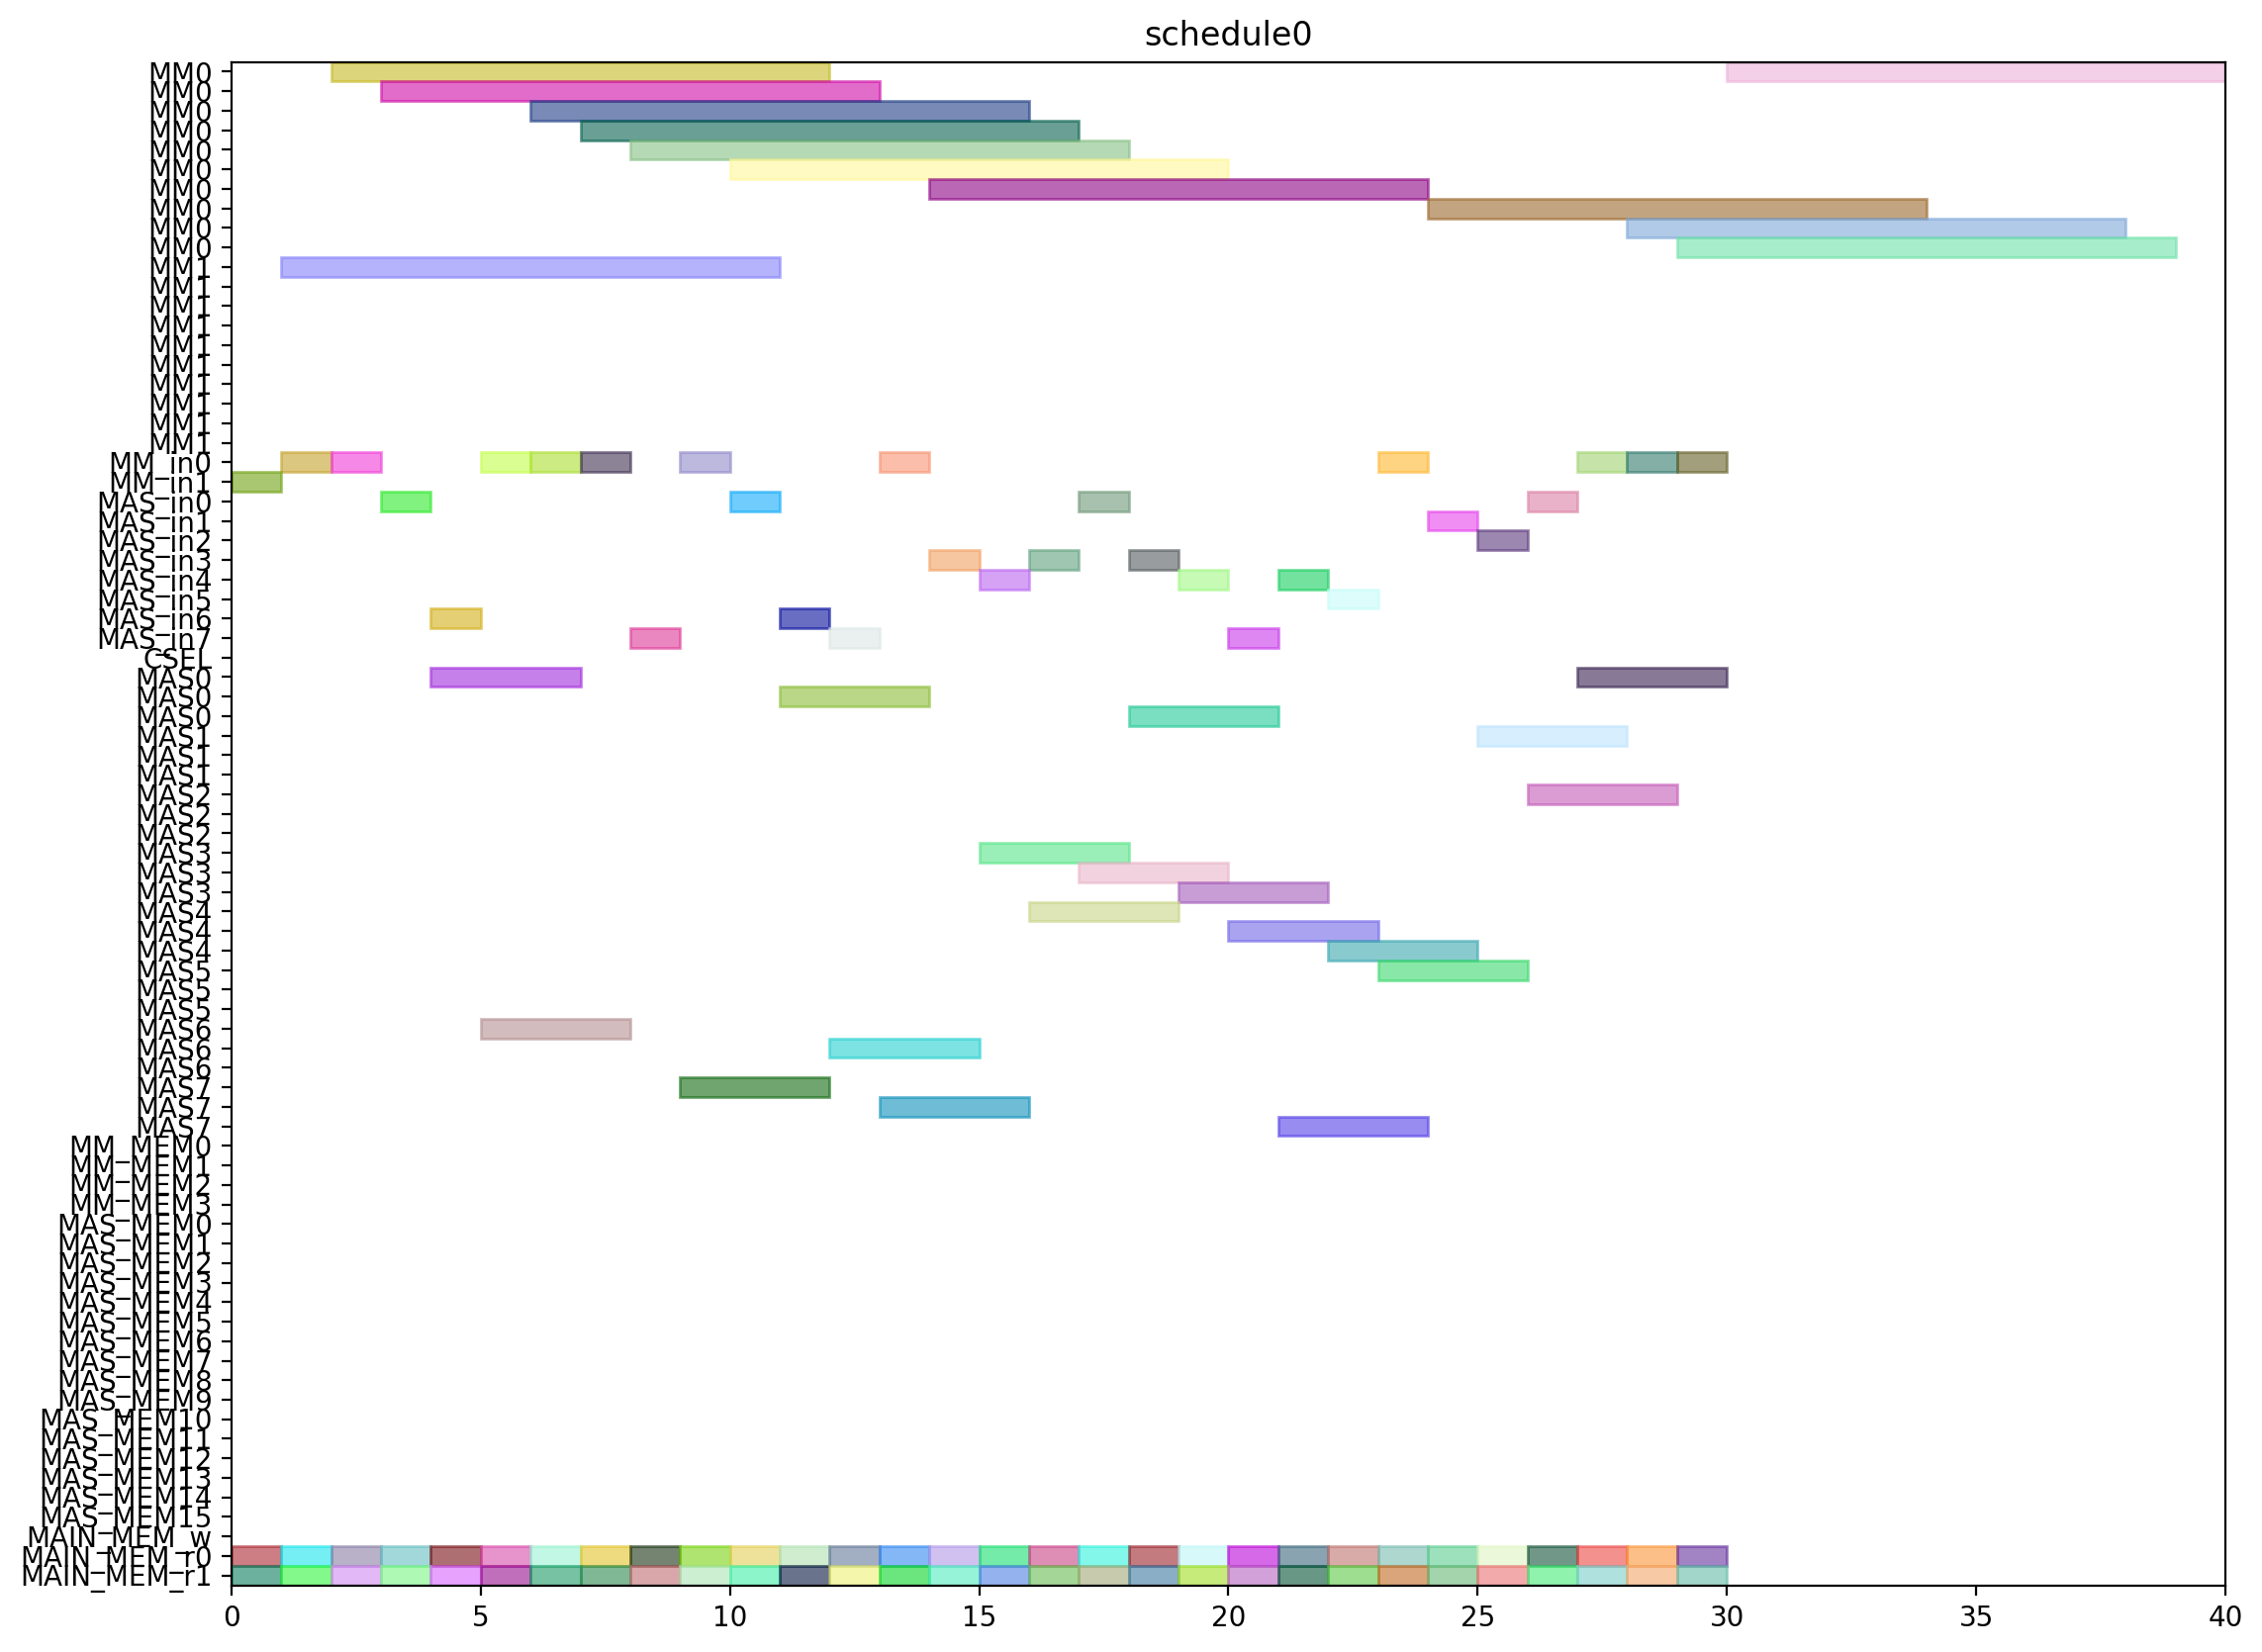 schedule0
MM0
MM0
MM0
MM0
MM0
MM0
MM0
MM0
MM0
MM0
MM1
MM1
MM1
MM1
MM1
MM1
MM1
MM1
MM1
MM1
MM_in0
MM_in1
MAS_in0
MAS_in1
MAS_in2
MAS_in3
MAS_in4
MAS_in5
MAS_in6
MAS_in7
CSEL
MAS0
MAS0
MAS0
MAS1
MAS1
MAS1
MAS2
MAS2
MAS2
MAS3
MAS3
MAS3
MAS4
MAS4
MAS4
MAS5
MAS5
MAS5
MAS6
MAS6
MAS6
MAS7
MAS7
MAS7
MM_MEM0
MM_MEM1
MM_MEM2
MM_MEM3
MAS_MEM0
MAS_MEM1
MAS_MEM2
MAS_MEM3
MAS_MEM4
MAS_MEM5
MAS_MEM6
MAS_MEM7
MAS_MEM8
MAS_MEM9
MAS_MEM10
MAS_MEM11
MAS_MEM12
MAS_MEM13
MAS_MEM14
MAS_MEM15
MAIN_MEM_w
MAIN_MEM_r0
MAIN_MEM_r1
0 5 10 15 20 25 30 35 40